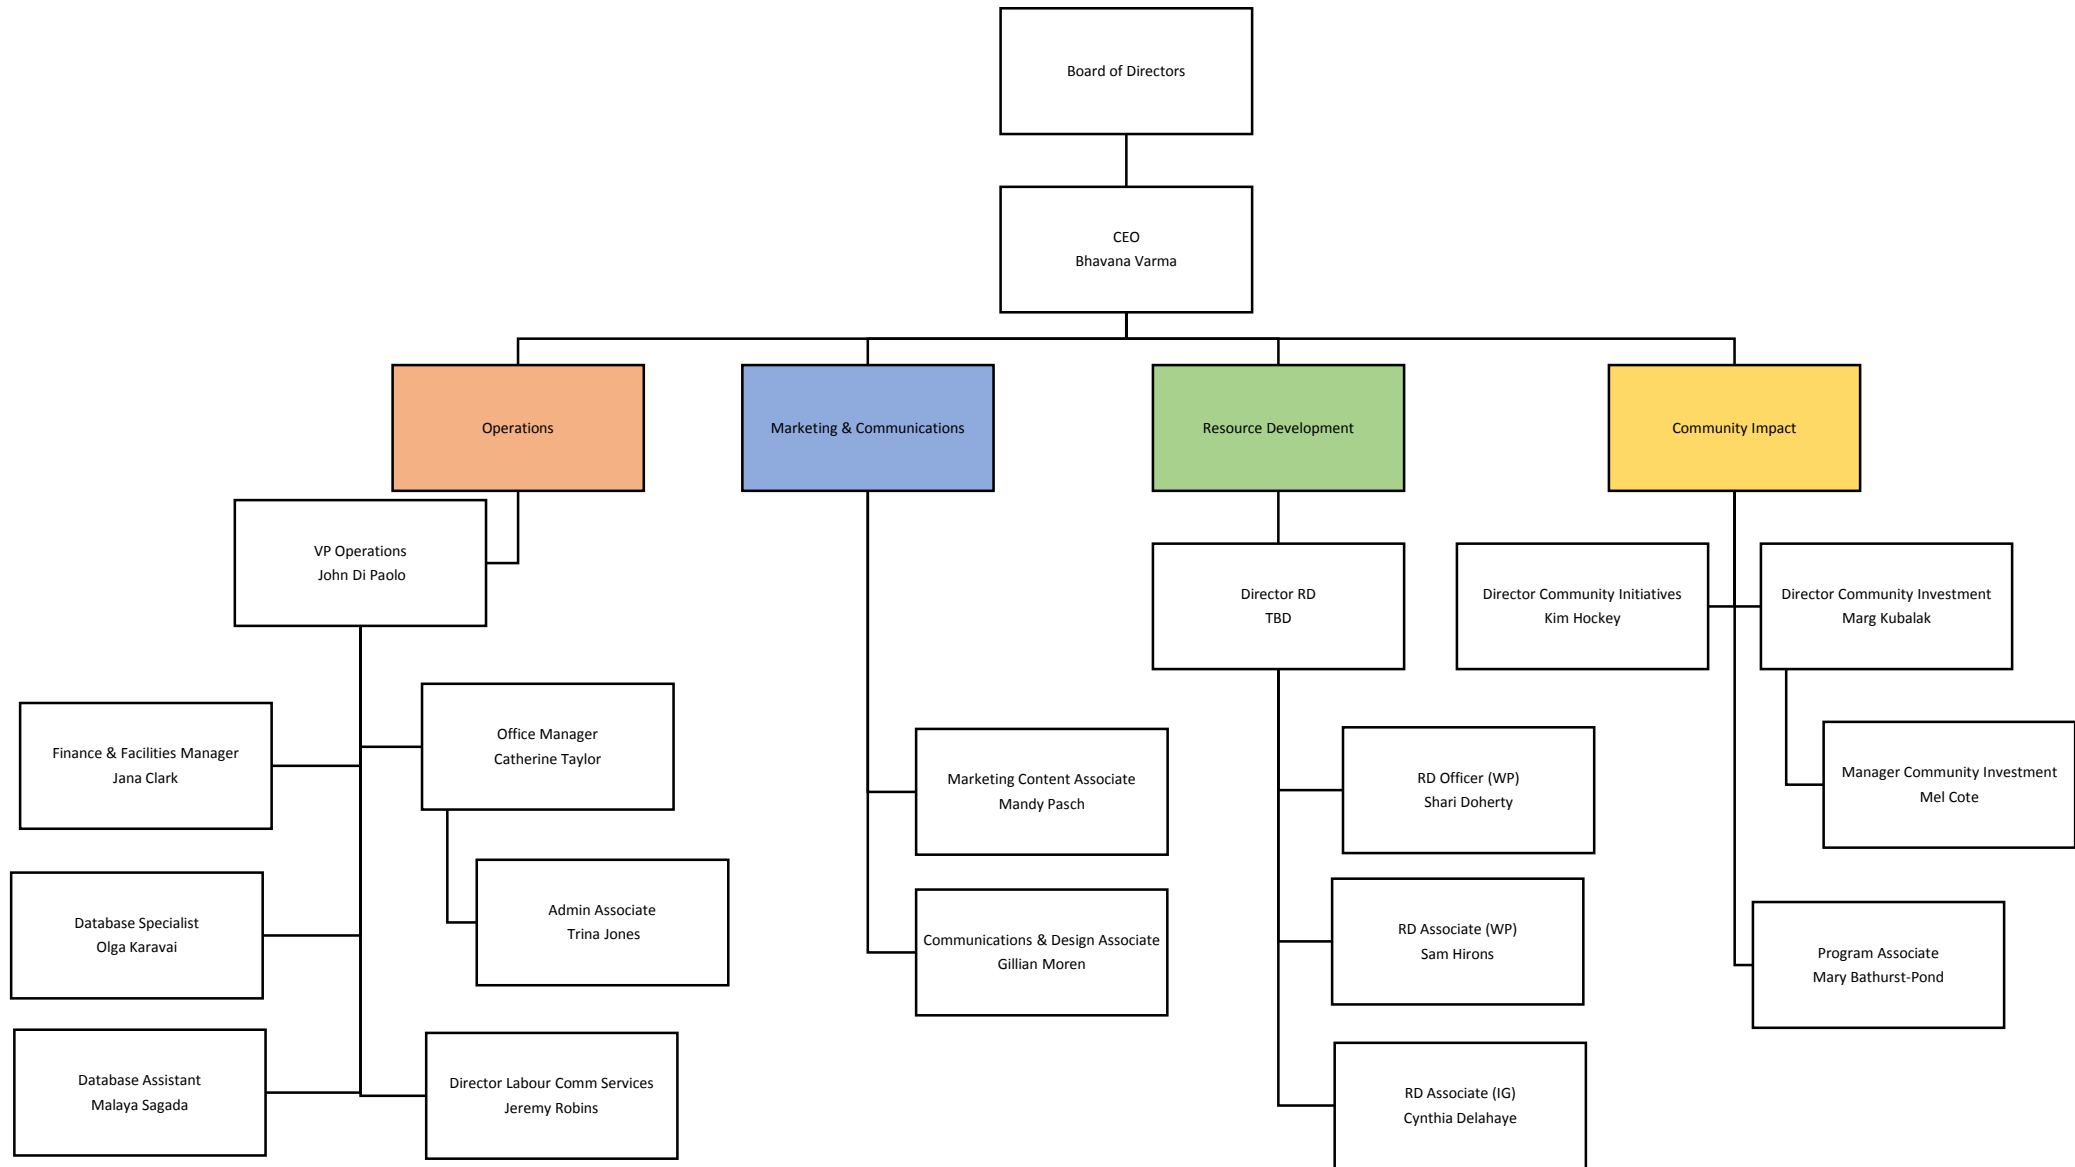 Board of Directors
CEO
Bhavana Varma
Operations
Marketing & Communications
Resource Development
Community Impact
VP Operations
John Di Paolo
Director RD
TBD
Director Community Initiatives
Kim Hockey
Director Community Investment
Marg Kubalak
Finance & Facilities Manager
Jana Clark
Office Manager
Catherine Taylor
Marketing Content Associate
Mandy Pasch
RD Officer (WP)
Shari Doherty
Manager Community Investment
Mel Cote
Database Specialist
Olga Karavai
Admin Associate
Trina Jones
Communications & Design Associate
Gillian Moren
RD Associate (WP)
Sam Hirons
Program Associate
Mary Bathurst-Pond
Database Assistant
Malaya Sagada
Director Labour Comm Services
Jeremy Robins
RD Associate (IG)
Cynthia Delahaye